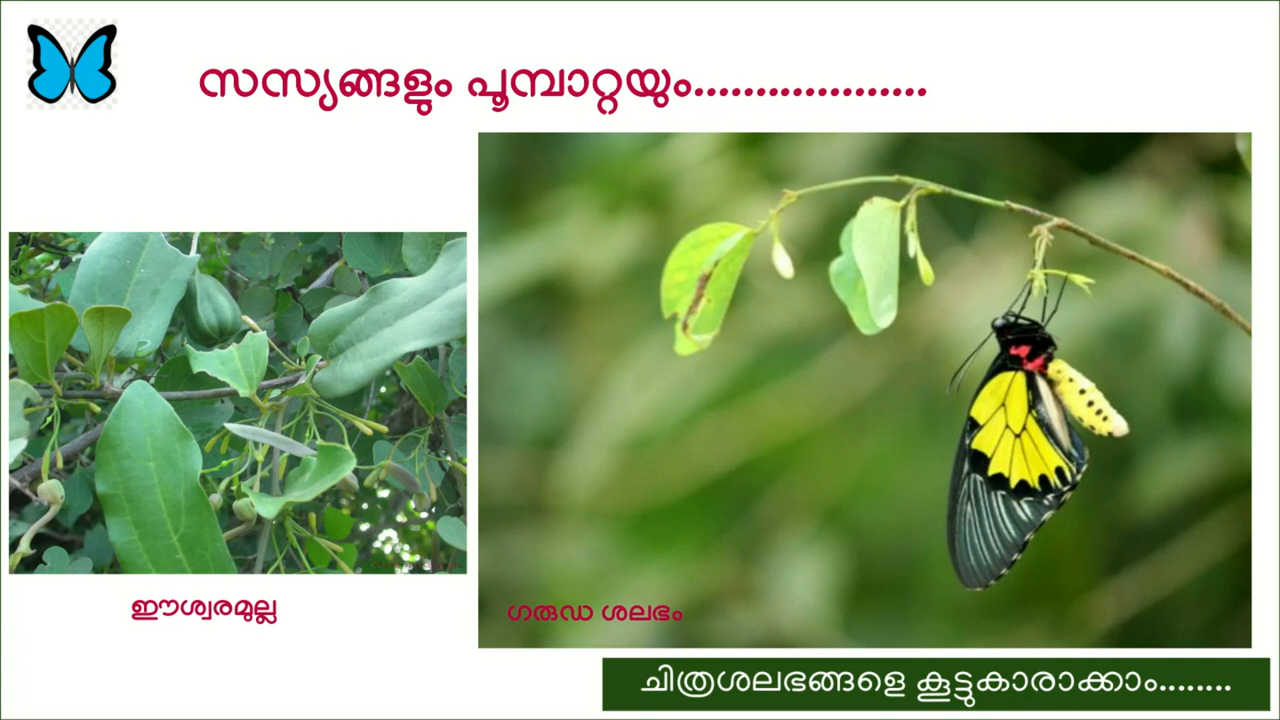 സസ്യങ്ങളും പൂമ്പാറ്റയും...................
ഈശ്വരമുല്ല
ഗരുഡ ശലഭം
ചിത്രശലഭങ്ങളെ കൂട്ടുകാരാക്കാം........